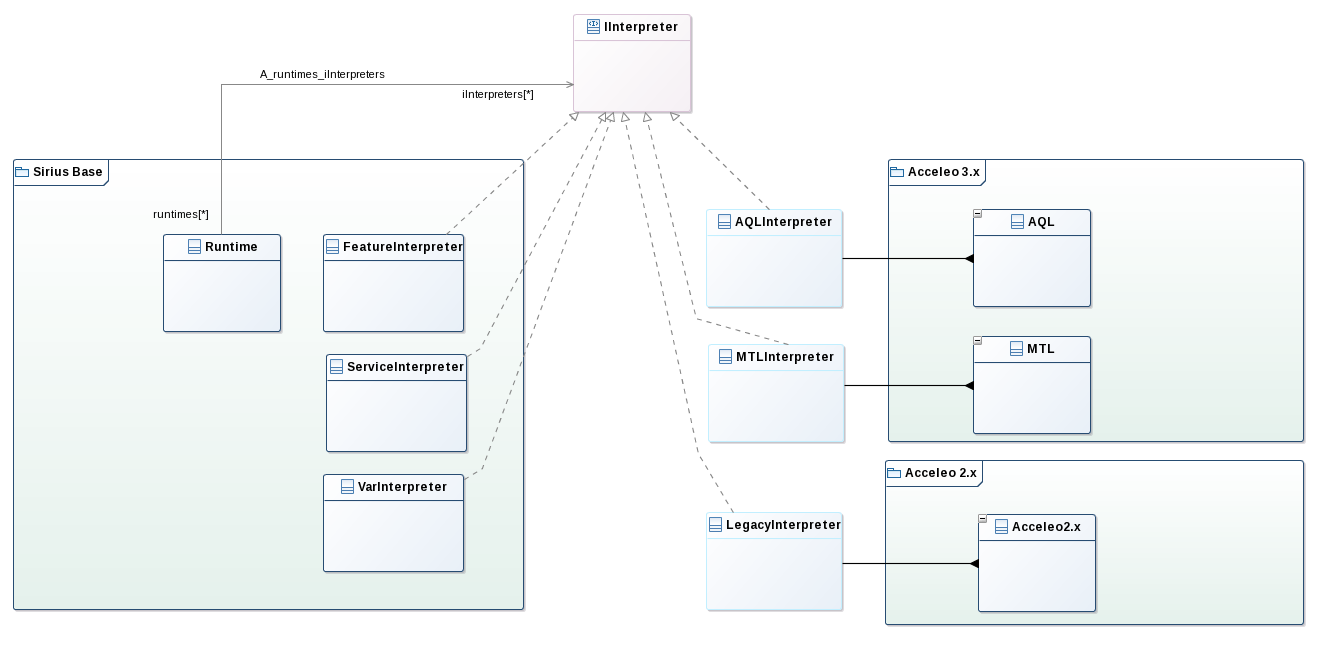 IInterpreter
A_runtimes_iInterpreters
iInterpreters[*]
Sirius Base
runtimes[*]
Runtime
FeatureInterpreter
ServiceInterpreter
VarInterpreter
AQLInterpreter
MTLInterpreter
LegacyInterpreter
Acceleo 3.x
AQL
MTL
Acceleo 2.x
Acceleo2.x